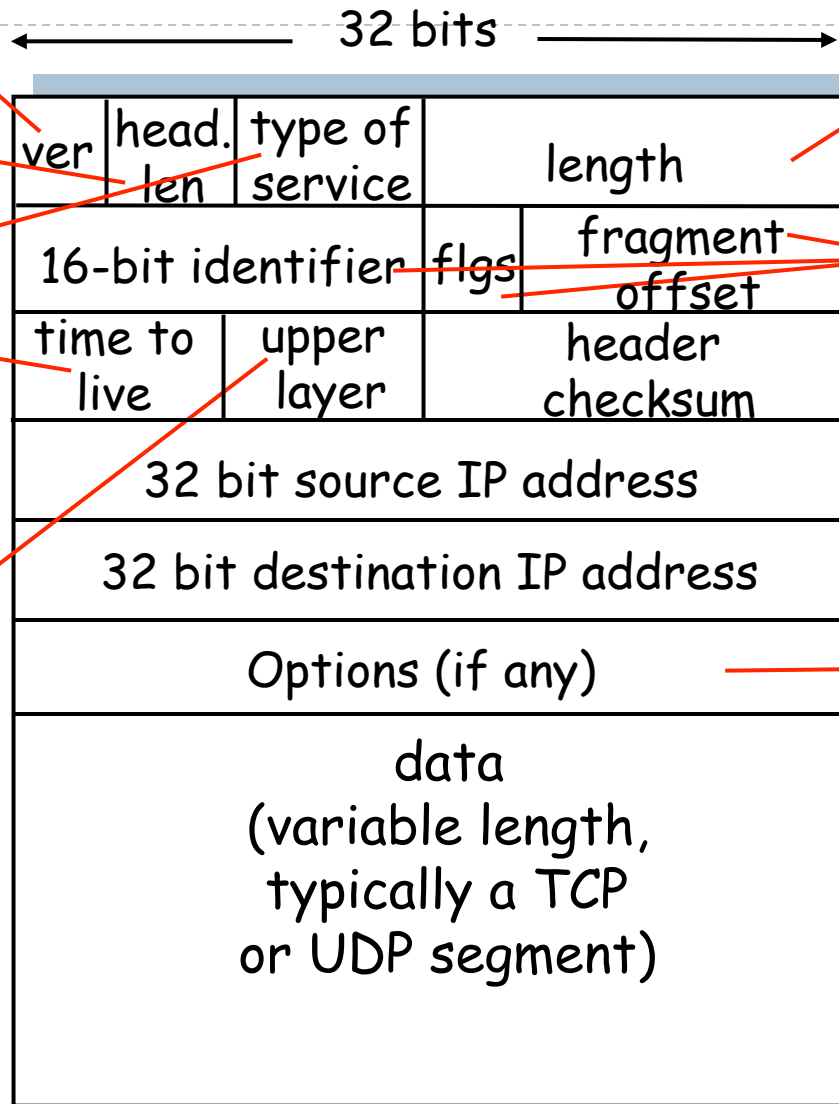 32 bits
ver
head.
len
type of
service
length
16-bit identifier
flgs
fragment
offset
time to
live
upper
layer
header
checksum
32 bit source IP address
32 bit destination IP address
Options (if any)
data
(variable length,
typically a TCP
or UDP segment)